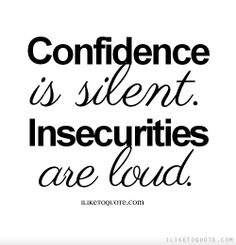 Confidence
is silent.
Insecurities
are loud.
iliketoquote.com
ILIKETOQUOTE.COM